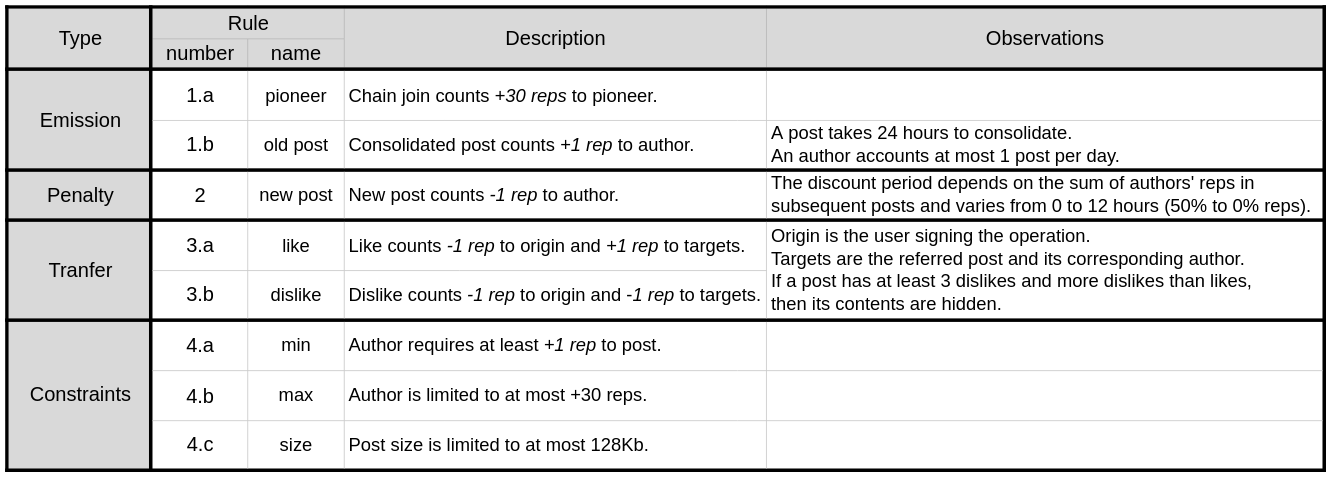 Type
Rule
number
name
Description
Observations
Emission
1.a
pioneer
Chain join counts +30 reps to pioneer.
1.b
old post
Consolidated post counts +1 rep to author.
A post takes 24 hours to consolidate.
An author accounts at most 1 post per day.
Penalty
2
new post
New post counts -1 rep to author.
The discount period depends on the sum of authors' reps in
subsequent posts and varies from 0 to 12 hours (50% to 0% reps).
Tranfer
3.a
like
Like counts -1 rep to origin and +1 rep to targets.
3.b
dislike
Dislike counts -1 rep to origin and -1 rep to targets.
Origin is the user signing the operation.
Targets are the referred post and its corresponding author.
If a post has at least 3 dislikes and more dislikes than likes,
then its contents are hidden.
Constraints
4.a
min
Author requires at least +1 rep to post.
4.b
max
Author is limited to at most +30 reps.
4.c
size
Post size is limited to at most 128Kb.